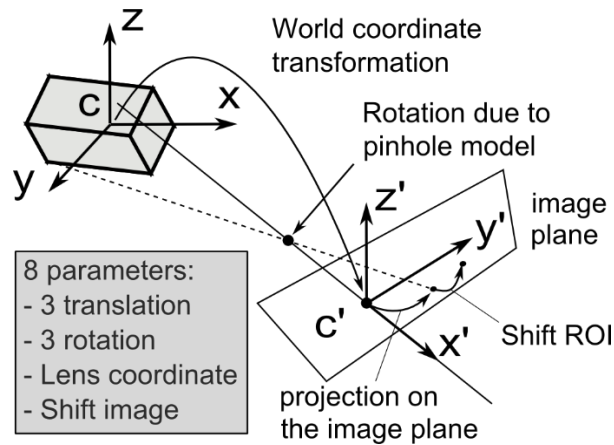 z
World coordinate
transformation
c
x
Rotation due to
pinhole model
y
z'
y'
image
plane
8 parameters:
- 3 translation
- 3 rotation
- Lens coordinate
- Shift image
c'
x'
Shift ROI
projection on
the image plane